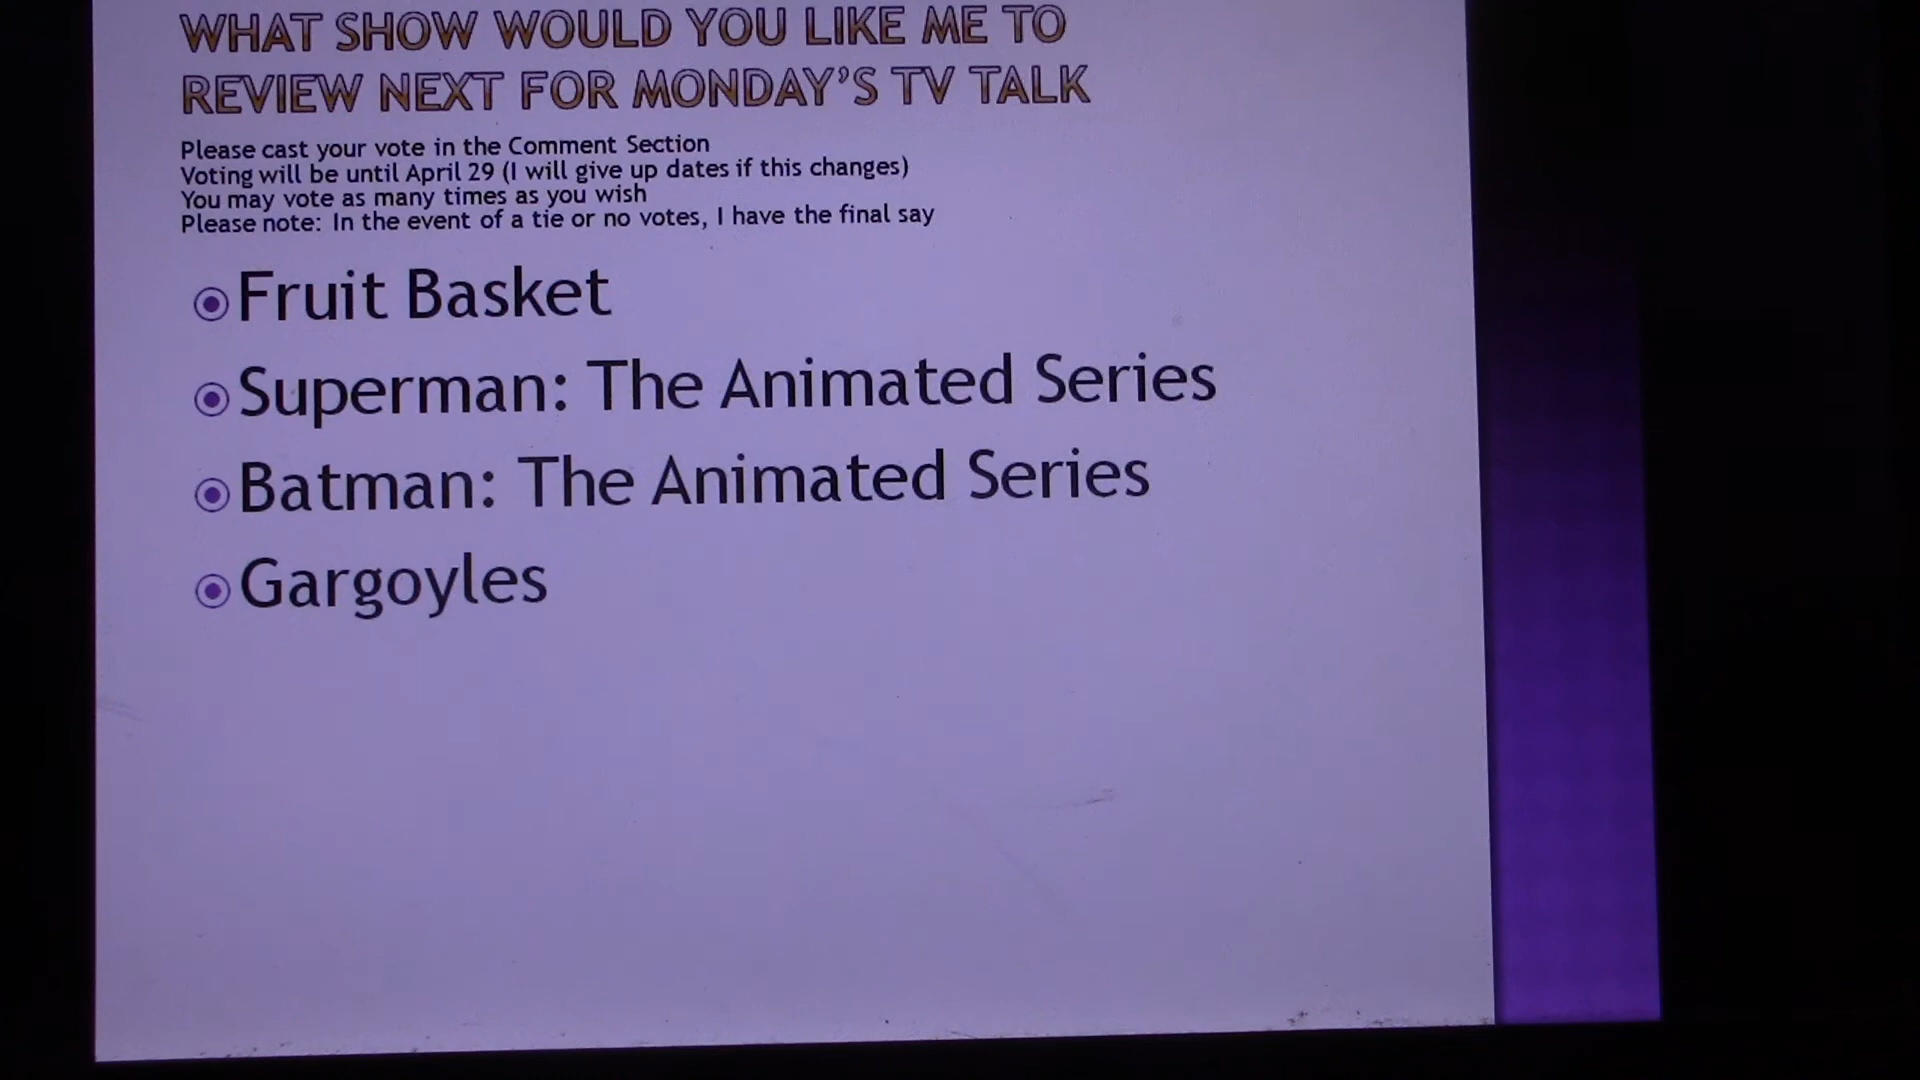 WHAT SHOW WOULD YOU LIKE ME TO
REVIEW NEXT FOR MONDAY'S TV TALK
Please cast your vote in the Comment Section
Voting will be until April 29 (I will give up dates if this changes)
You may vote as many times as you wish
Please note: In the event of a tie or no votes, I have the final say
Fruit Basket
Superman: The Animated Series
Batman: The Animated Series
Gargoyles